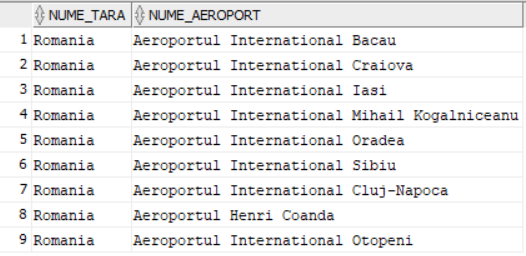 NUME_TARA NUME_AEROPORT
1 Romania Aeroportul International Bacau
2 Romania Aeroportul International Craiova
3 Romania Aeroportul International Iasi
4 Romania Aeroportul International Mihail Kogalniceanu
5 Romania Aeroportul International Oradea
6 Romania Aeroportul International Sibiu
7 Romania Aeroportul International Cluj-Napoca
8 Romania Aeroportul Henri Coanda
9 Romania Aeroportul International Otopeni